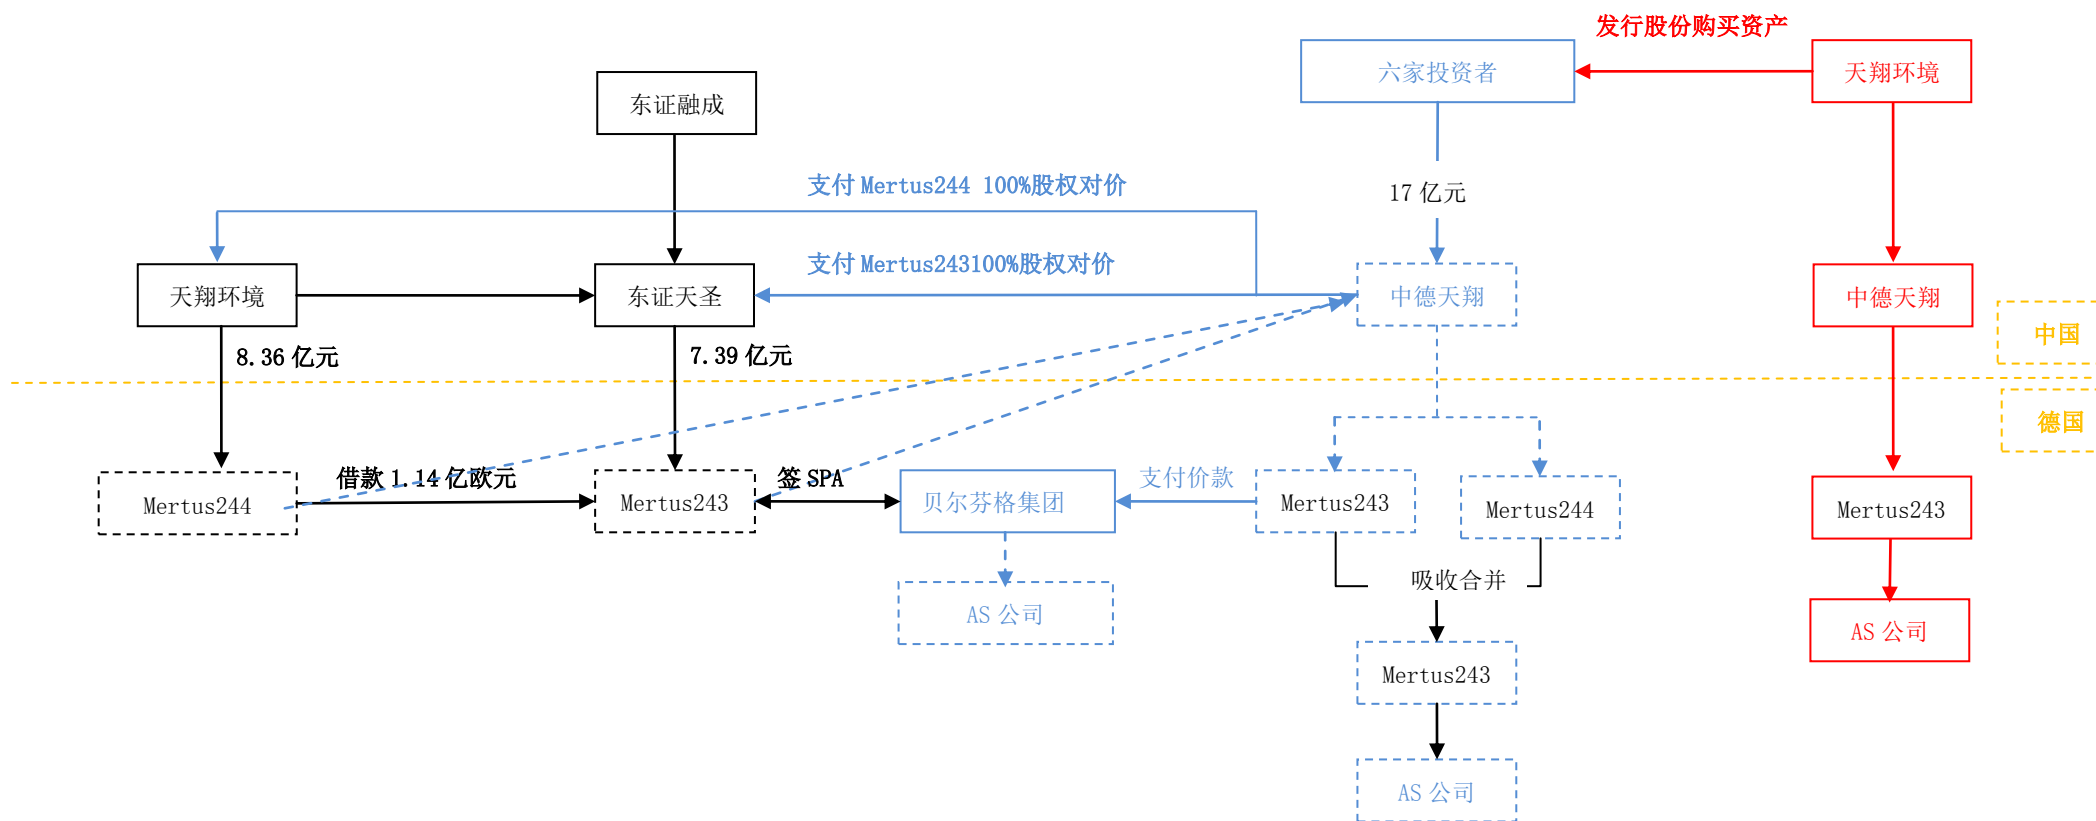 发行股份购买资产
六家投资者
天翔环境
东证融成
支付 Mertus244 100%股权对价
17 亿元
天翔环境
东证天圣
支付 Mertus243100%股权对价
中德天翔
中德天翔
中国
8.36 亿元
7.39 亿元
德国
Mertus244
借款 1.14 亿欧元
Mertus243
签 SPA
贝尔芬格集团
支付价款
Mertus243
Mertus244
Mertus243
吸收合并
AS 公司
AS 公司
Mertus243
AS 公司